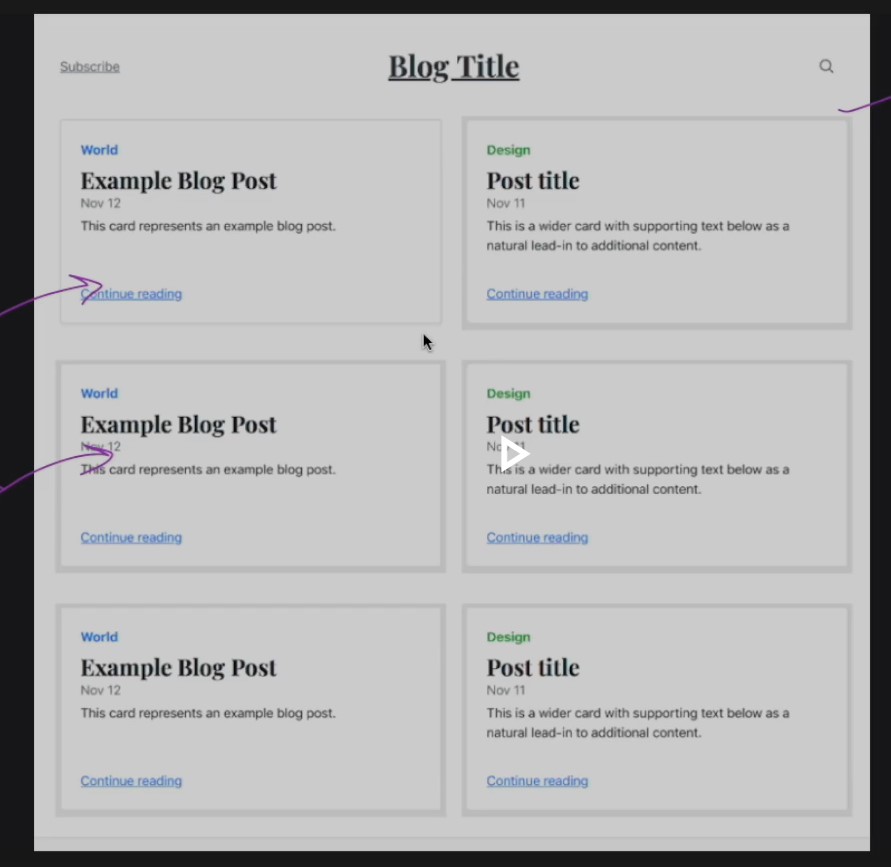 Subscribe
Blog Title
World
Example Blog Post
Nov 12
This card represents an example blog post.
Continue reading
Design
Post title
Nov 11
This is a wider card with supporting text below as a
natural lead-in to additional content.
Continue reading
World
Example Blog Post
Nov 12
This card represents an example blog post.
Continue reading
Design
Post title
Nov 11
This is a wider card with supporting text below as a
natural lead-in to additional content.
Continue reading
World
Example Blog Post
Nov 12
This card represents an example blog post.
Continue reading
Design
Post title
Nov 11
This is a wider card with supporting text below as a
natural lead-in to additional content.
Continue reading